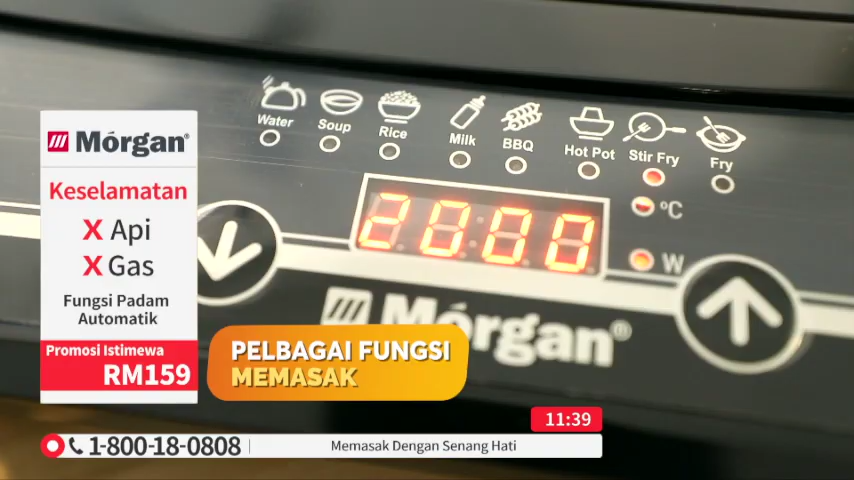 Water
Soup
Rice
Milk
BBQ
Hot Pot
Stir Fry
Fry
2000
°C
W
Mórgan®
Mórgan®
Keselamatan
X Api
X Gas
Fungsi Padam
Automatik
Promosi Istimewa
RM159
PELBAGAI FUNGSI
MEMASAK
11:39
1-800-18-0808
Memasak Dengan Senang Hati